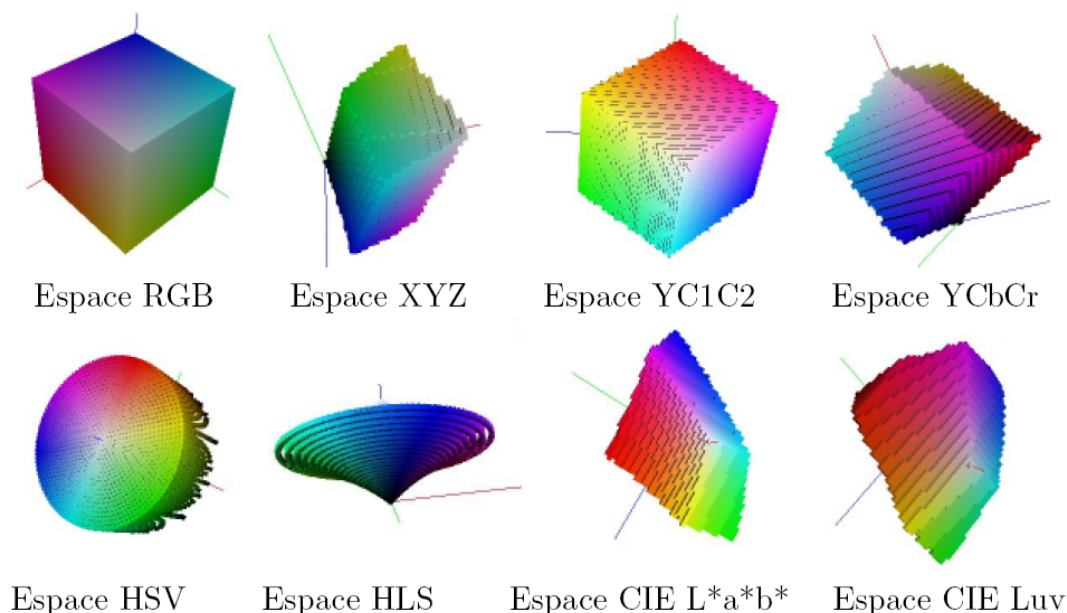 Espace RGB
Espace XYZ
Espace YC1C2
Espace YCbCr
Espace HSV
Espace HLS
Espace CIE L*a*b*
Espace CIE Luv